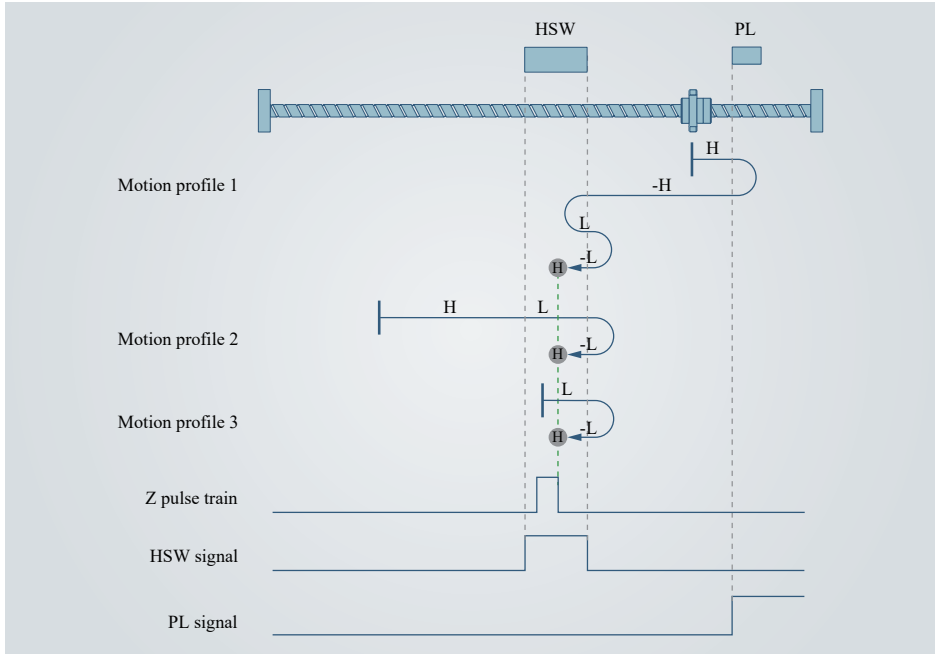 HSW PL
H
Motion profile 1
-H
L
-L
H
H L
Motion profile 2
-L
H
L
Motion profile 3
-L
H
Z pulse train
HSW signal
PL signal